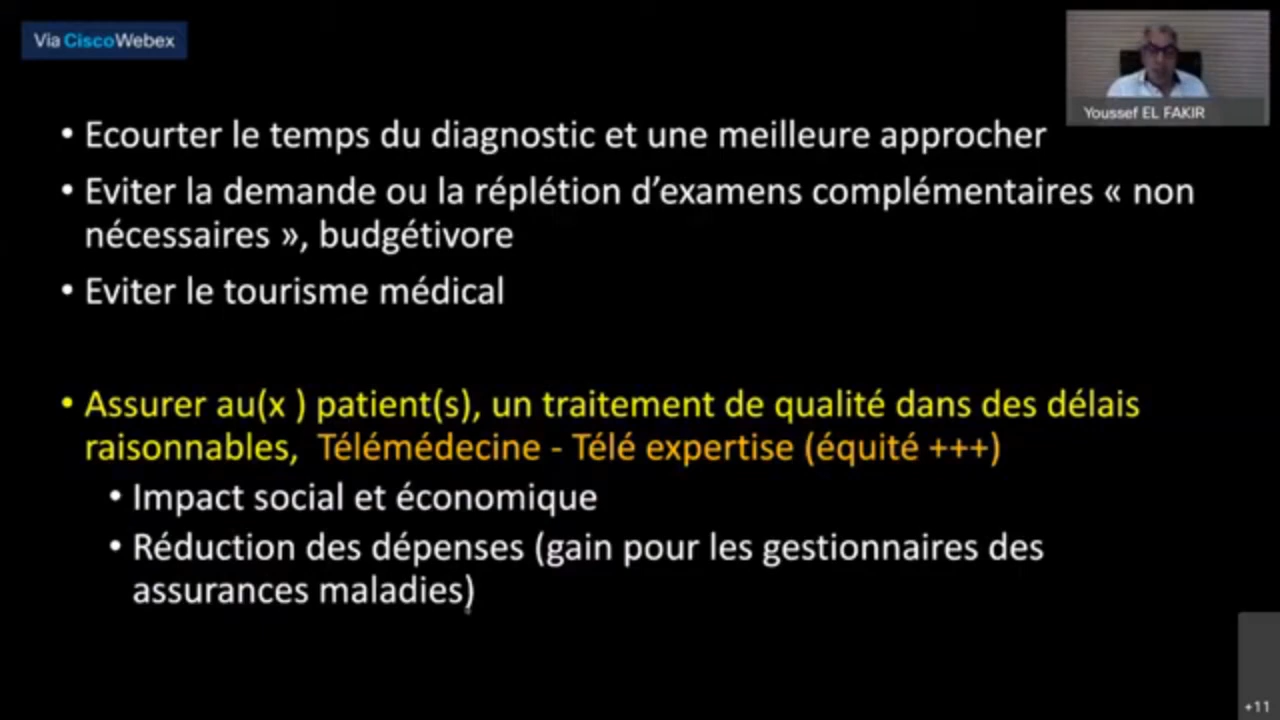 Via CiscoWebex
Youssef EL FAKIR
• Ecourter le temps du diagnostic et une meilleure approcher
• Eviter la demande ou la réplétion d’examens complémentaires « non
nécessaires », budgétivore
• Eviter le tourisme médical
• Assurer au(x ) patient(s), un traitement de qualité dans des délais
raisonnables, Télémédecine - Télé expertise (équité +++)
• Impact social et économique
• Réduction des dépenses (gain pour les gestionnaires des
assurances maladies)
+11